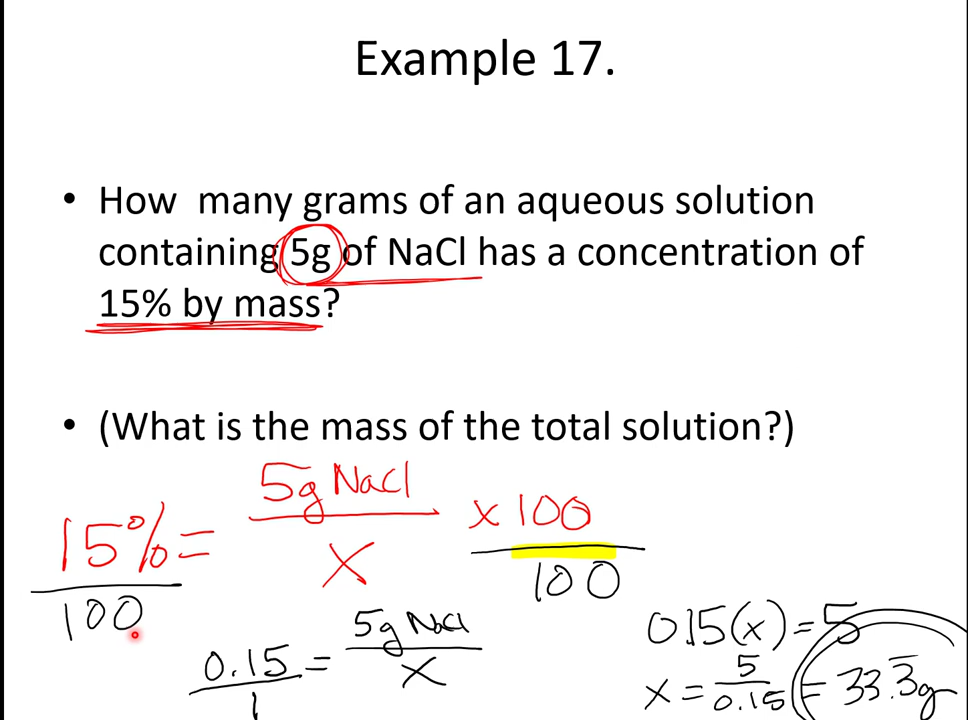 Example 17.
• How many grams of an aqueous solution
containing 5g of NaCl has a concentration of
15% by mass?
• (What is the mass of the total solution?)
15% = 5g NaCl / x × 100
100 100
0.15 / 1 = 5g NaCl / x
0.15(x) = 5
x = 5 / 0.15 = 33.3̅g